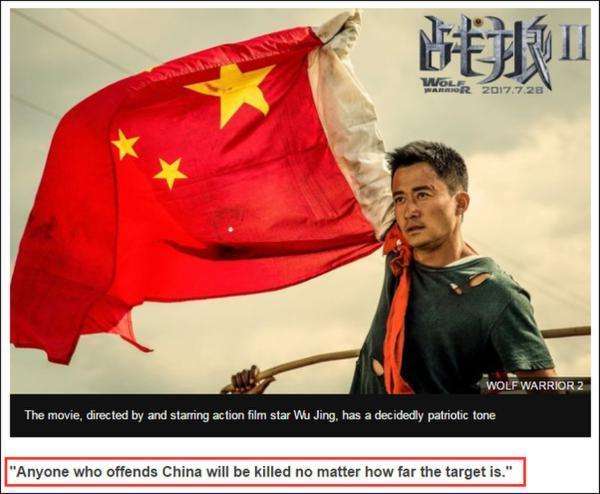 战狼 II
WOLF
WARRIOR 2017.7.28
WOLF WARRIOR 2
The movie, directed by and starring action film star Wu Jing, has a decidedly patriotic tone
"Anyone who offends China will be killed no matter how far the target is."